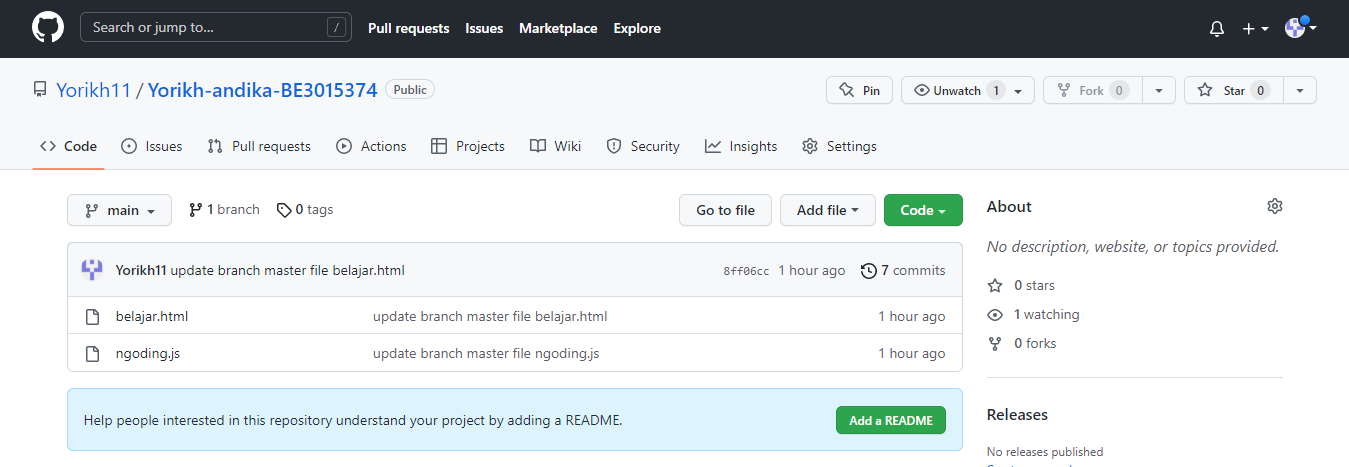 Search or jump to... / Pull requests Issues Marketplace Explore
Yorikh11 / Yorikh-andika-BE3015374 Public Pin Unwatch 1 Fork 0 Star 0
Code Issues Pull requests Actions Projects Wiki Security Insights Settings
main 1 branch 0 tags Go to file Add file Code
Yorikh11 update branch master file belajar.html 8ff06cc 1 hour ago 7 commits
belajar.html update branch master file belajar.html 1 hour ago
ngoding.js update branch master file ngoding.js 1 hour ago
Help people interested in this repository understand your project by adding a README. Add a README
About
No description, website, or topics provided.
0 stars
1 watching
0 forks
Releases
No releases published